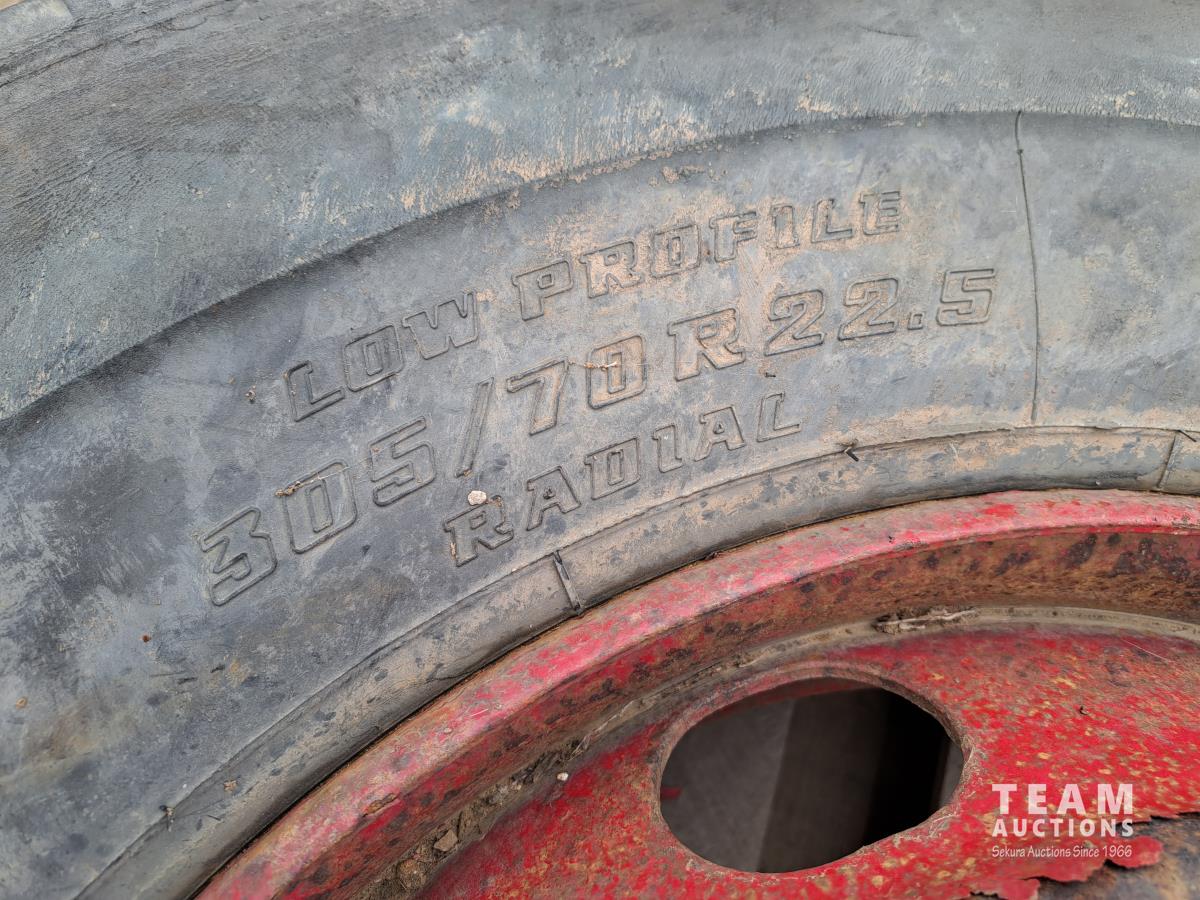 LOW PROFILE
305/70R22.5
RADIAL
TEAM
AUCTIONS
Sekura Auctions Since 1966